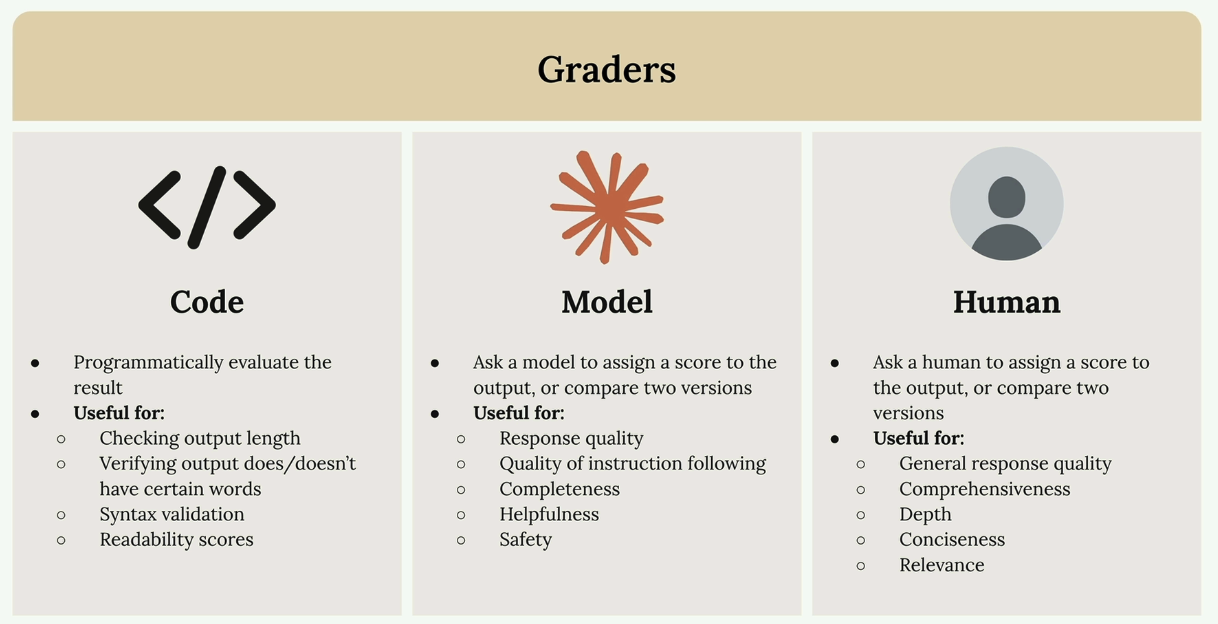 Graders
Code
● Programmatically evaluate the
result
● Useful for:
○ Checking output length
○ Verifying output does/doesn’t
have certain words
○ Syntax validation
○ Readability scores
Model
● Ask a model to assign a score to the
output, or compare two versions
● Useful for:
○ Response quality
○ Quality of instruction following
○ Completeness
○ Helpfulness
○ Safety
Human
● Ask a human to assign a score to
the output, or compare two
versions
● Useful for:
○ General response quality
○ Comprehensiveness
○ Depth
○ Conciseness
○ Relevance